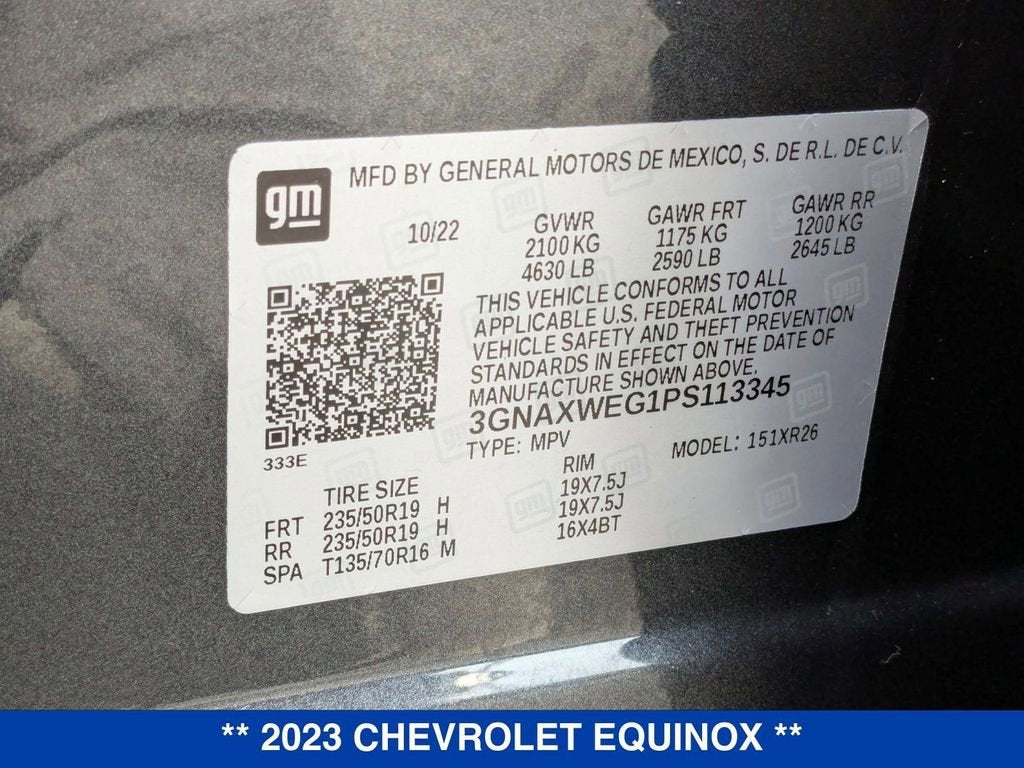 gm
MFD BY GENERAL MOTORS DE MEXICO, S. DE R.L. DE C.V.
10/22
GVWR GAWR FRT GAWR RR
2100 KG 1175 KG 1200 KG
4630 LB 2590 LB 2645 LB
THIS VEHICLE CONFORMS TO ALL
APPLICABLE U.S. FEDERAL MOTOR
VEHICLE SAFETY AND THEFT PREVENTION
STANDARDS IN EFFECT ON THE DATE OF
MANUFACTURE SHOWN ABOVE.
3GNAXWEG1PS113345
TYPE: MPV MODEL: 151XR26
333E
TIRE SIZE RIM
FRT 235/50R19 H 19X7.5J
RR 235/50R19 H 19X7.5J
SPA T135/70R16 M 16X4BT
** 2023 CHEVROLET EQUINOX **